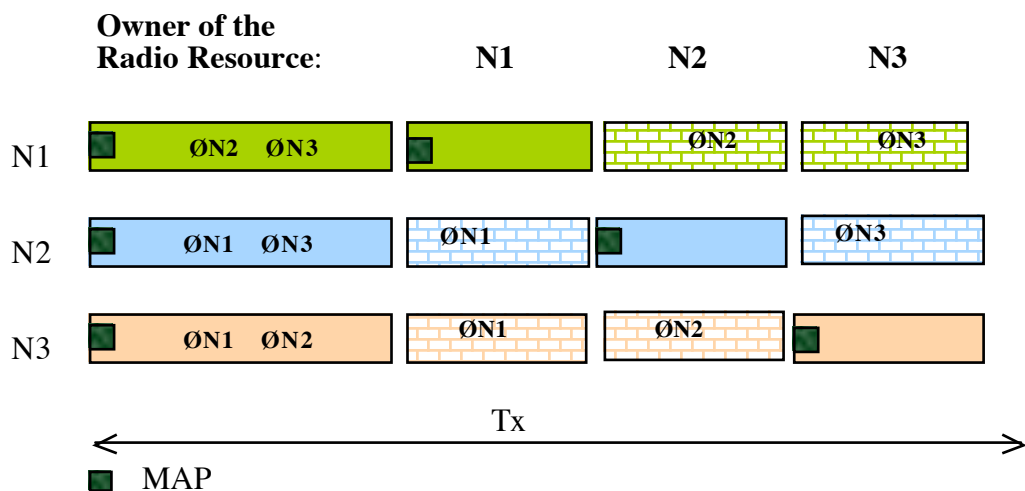 Owner of the
Radio Resource: N1 N2 N3
N1 ØN2 ØN3 ØN2 ØN3
N2 ØN1 ØN3 ØN1 ØN3
N3 ØN1 ØN2 ØN1 ØN2
Tx
MAP